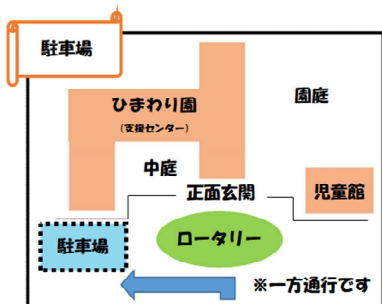 駐車場
ひまわり園
(支援センター)
園庭
中庭
正面玄関
児童館
駐車場
ロータリー
※一方通行です